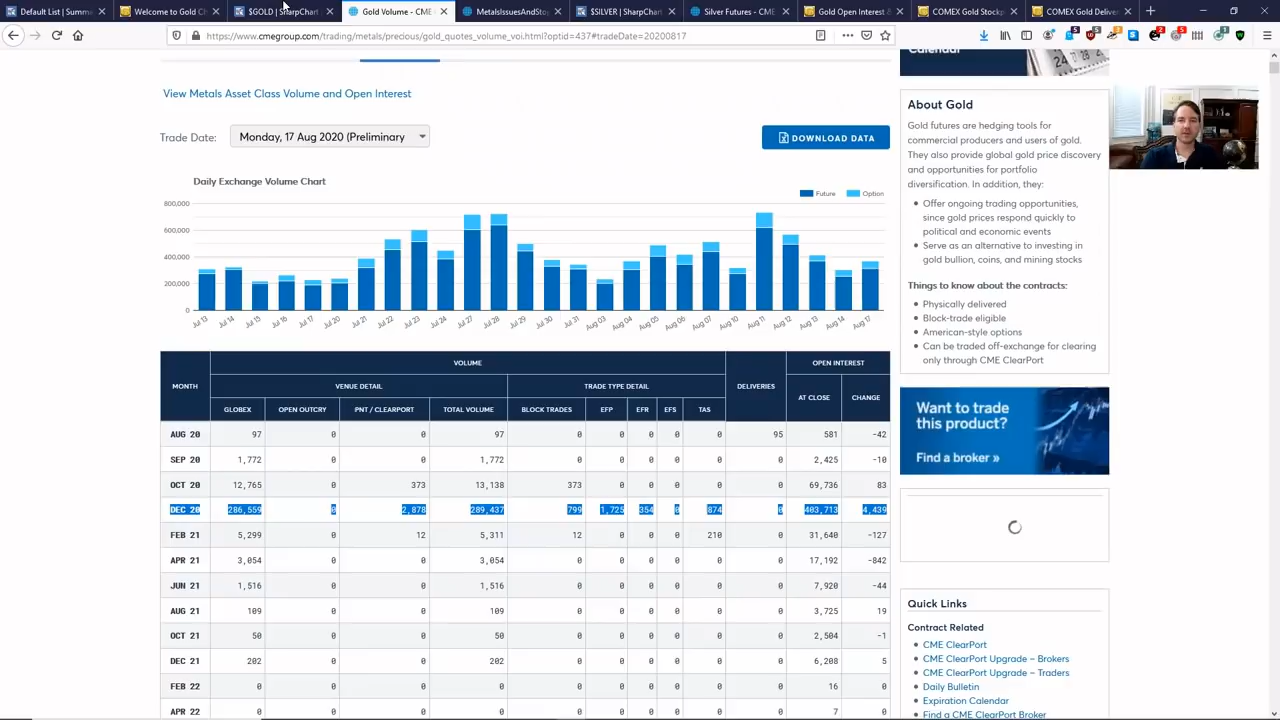 Default List | Summ
Welcome to Gold Ch
$GOLD | SharpChart
Gold Volume - CME
MetalsIssuesAndSto
$SILVER | SharpChart
Silver Futures - CME
Gold Open Interest &
COMEX Gold Stockp
COMEX Gold Deliver
https://www.cmegroup.com/trading/metals/precious/gold_quotes_volume_voi.html?optid=437#tradeDate=20200817
View Metals Asset Class Volume and Open Interest
Trade Date: Monday, 17 Aug 2020 (Preliminary
DOWNLOAD DATA
Daily Exchange Volume Chart
Future Option
800,000
600,000
400,000
200,000
0
Jul 13 Jul 14 Jul 15 Jul 16 Jul 17 Jul 20 Jul 21 Jul 22 Jul 23 Jul 24 Jul 27 Jul 28 Jul 29 Jul 30 Jul 31 Aug 03 Aug 04 Aug 05 Aug 06 Aug 07 Aug 10 Aug 11 Aug 12 Aug 13 Aug 14 Aug 17
VOLUME OPEN INTEREST
MONTH VENUE DETAIL TRADE TYPE DETAIL DELIVERIES AT CLOSE CHANGE
GLOBEX OPEN OUTCRY PNT / CLEARPORT TOTAL VOLUME BLOCK TRADES EFP EFR EFS TAS
AUG 20 97 0 0 97 0 0 0 0 0 95 581 -42
SEP 20 1,772 0 0 1,772 0 0 0 0 0 0 2,425 -10
OCT 20 12,765 0 373 13,138 373 0 0 0 0 0 69,736 83
DEC 20 286,559 0 2,878 289,437 799 1,725 354 0 874 0 403,713 4,439
FEB 21 5,299 0 12 5,311 12 0 0 0 210 0 31,640 -127
APR 21 3,054 0 0 3,054 0 0 0 0 0 0 17,192 -842
JUN 21 1,516 0 0 1,516 0 0 0 0 0 0 7,920 -44
AUG 21 109 0 0 109 0 0 0 0 0 0 3,725 19
OCT 21 50 0 0 50 0 0 0 0 0 0 2,504 -1
DEC 21 202 0 0 202 0 0 0 0 0 0 6,208 5
FEB 22 0 0 0 0 0 0 0 0 0 16 0
APR 22 0 0 0 0 0 0 0 0 0 7 0
Calendar
24 25
About Gold
Gold futures are hedging tools for
commercial producers and users of gold.
They also provide global gold price discovery
and opportunities for portfolio
diversification. In addition, they:
Offer ongoing trading opportunities,
since gold prices respond quickly to
political and economic events
Serve as an alternative to investing in
gold bullion, coins, and mining stocks
Things to know about the contracts:
Physically delivered
Block-trade eligible
American-style options
Can be traded off-exchange for clearing
only through CME ClearPort
Want to trade
this product?
Find a broker »
Quick Links
Contract Related
CME ClearPort
CME ClearPort Upgrade – Brokers
CME ClearPort Upgrade – Traders
Daily Bulletin
Expiration Calendar
Find a CME ClearPort Broker